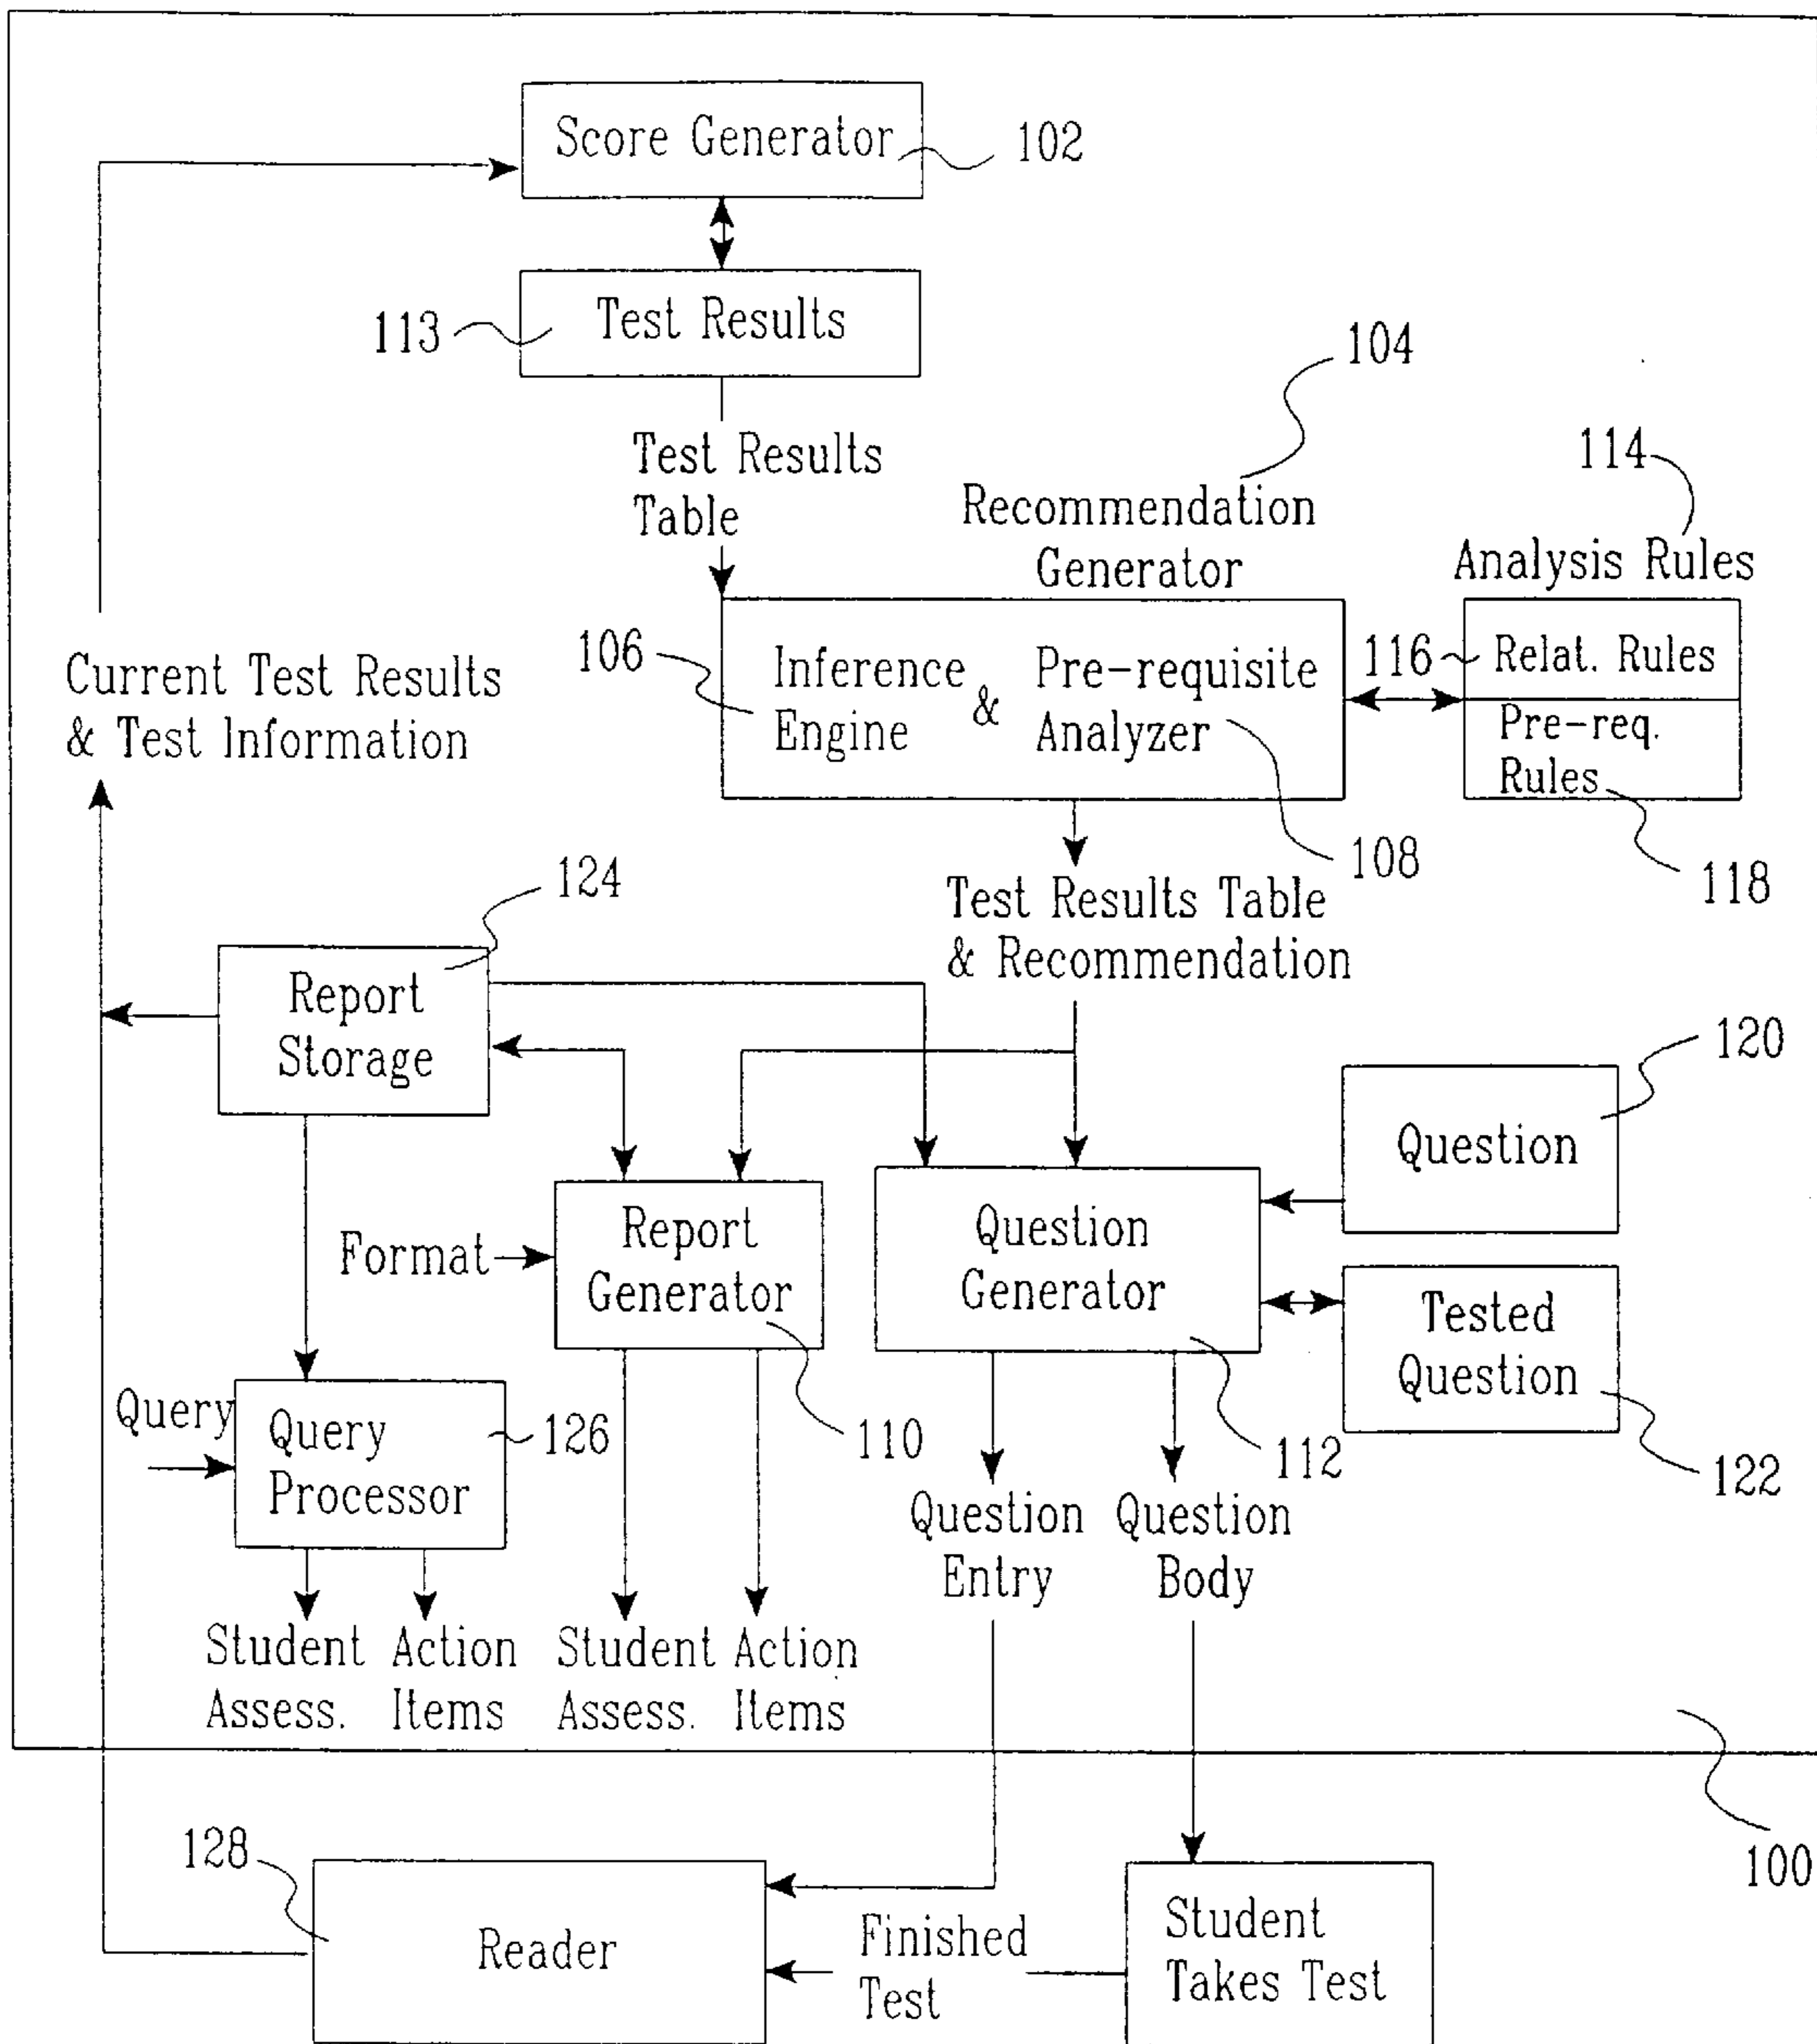 Score Generator
102
113
Test Results
104
Test Results
Table
114
Recommendation
Generator
Analysis Rules
106
Inference
Engine
&
Pre-requisite
Analyzer
116
Relat. Rules
Pre-req.
Rules
Current Test Results
& Test Information
108
118
124
Test Results Table
& Recommendation
Report
Storage
120
Question
Format
Report
Generator
Question
Generator
Tested
Question
Query
Query
Processor
126
110
112
122
Question
Entry
Question
Body
Student
Assess.
Action
Items
Student
Assess.
Action
Items
100
128
Reader
Finished
Test
Student
Takes Test